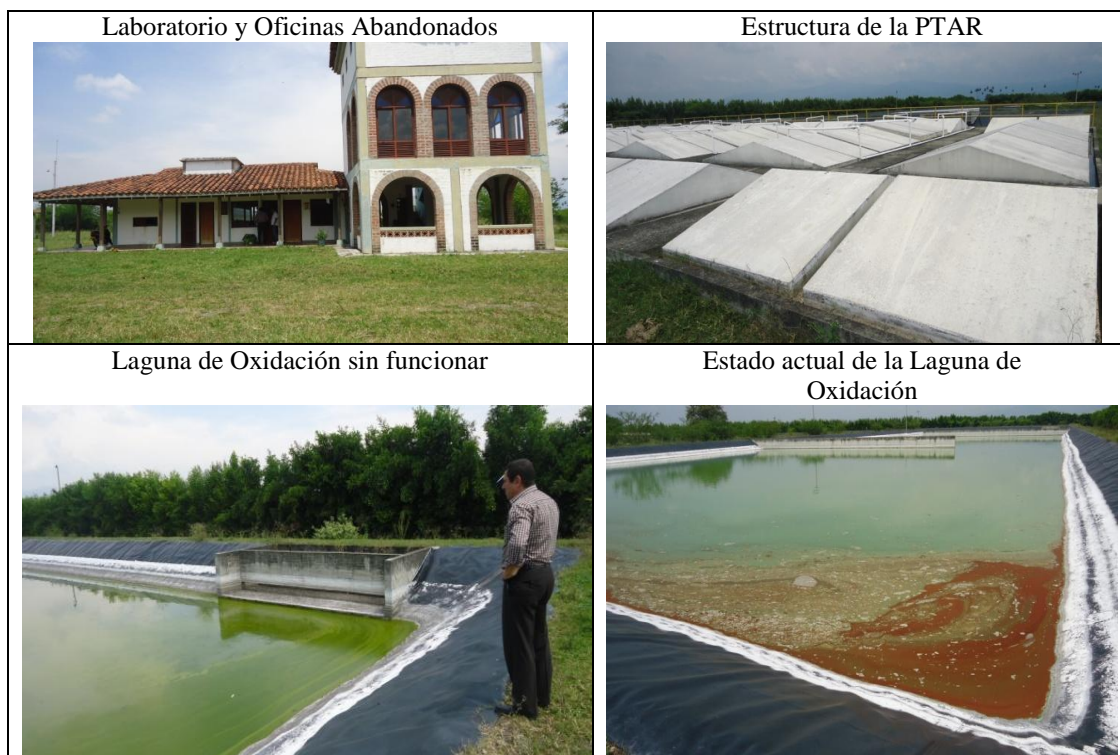 Laboratorio y Oficinas Abandonados
Estructura de la PTAR
Laguna de Oxidación sin funcionar
Estado actual de la Laguna de
Oxidación